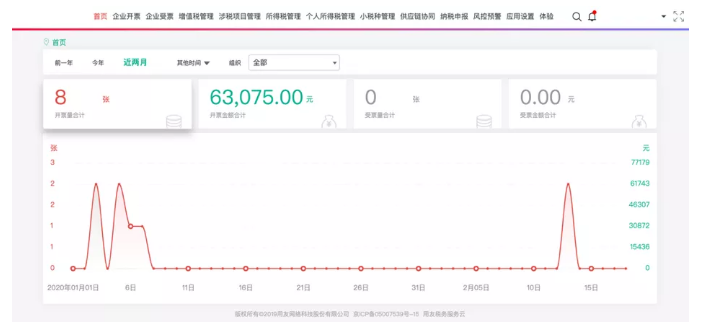 首页 企业开票 企业受票 增值税管理 涉税项目管理 所得税管理 个人所得税管理 小税种管理 供应链协同 纳税申报 风控预警 应用设置 体验
首页
前一年 今年 近两月 其他时间 组织 全部
8 张 63,075.00 元 0 张 0.00 元
开票量合计 开票金额合计 受票量合计 受票金额合计
张 元
3 77179
2 61743
2 46307
1 30872
1 15436
0 0
2020年01月01日 6日 11日 16日 21日 26日 31日 2月05日 10日 15日
版权所有©2019用友网络科技股份有限公司 京ICP备05007539号-15 用友税务服务云